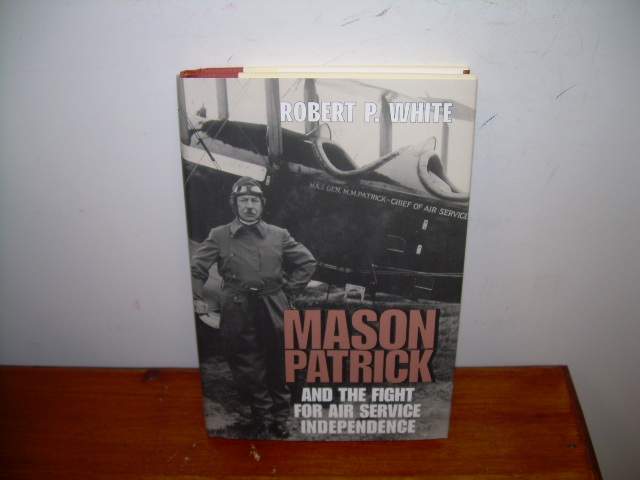 ROBERT P. WHITE
MAJ. GEN. M.M. PATRICK - CHIEF OF AIR SERVICE
MASON
PATRICK
AND THE FIGHT
FOR AIR SERVICE
INDEPENDENCE